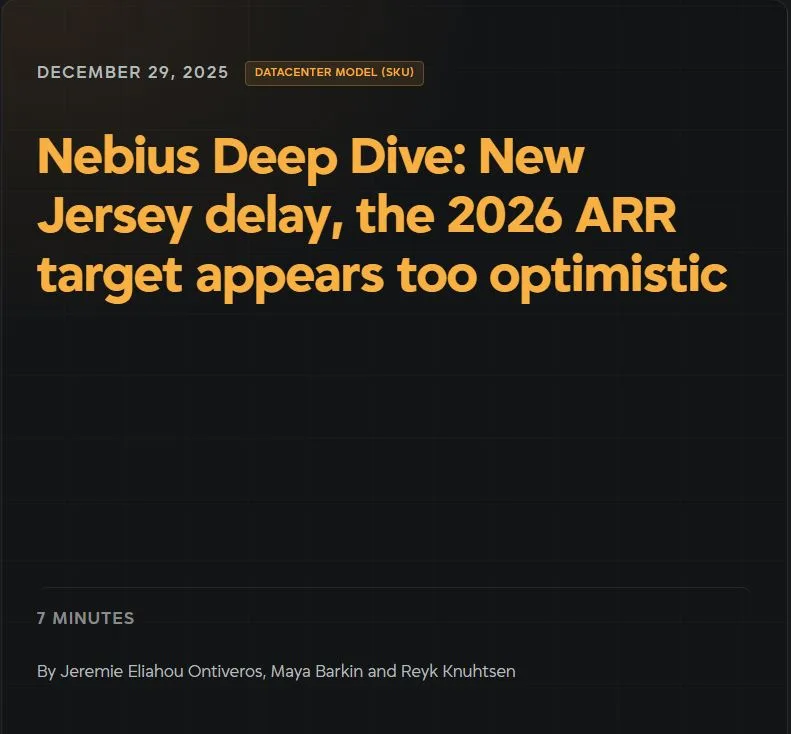 DECEMBER 29, 2025 DATACENTER MODEL (SKU)
Nebius Deep Dive: New
Jersey delay, the 2026 ARR
target appears too optimistic
7 MINUTES
By Jeremie Eliahou Ontiveros, Maya Barkin and Reyk Knuhtsen